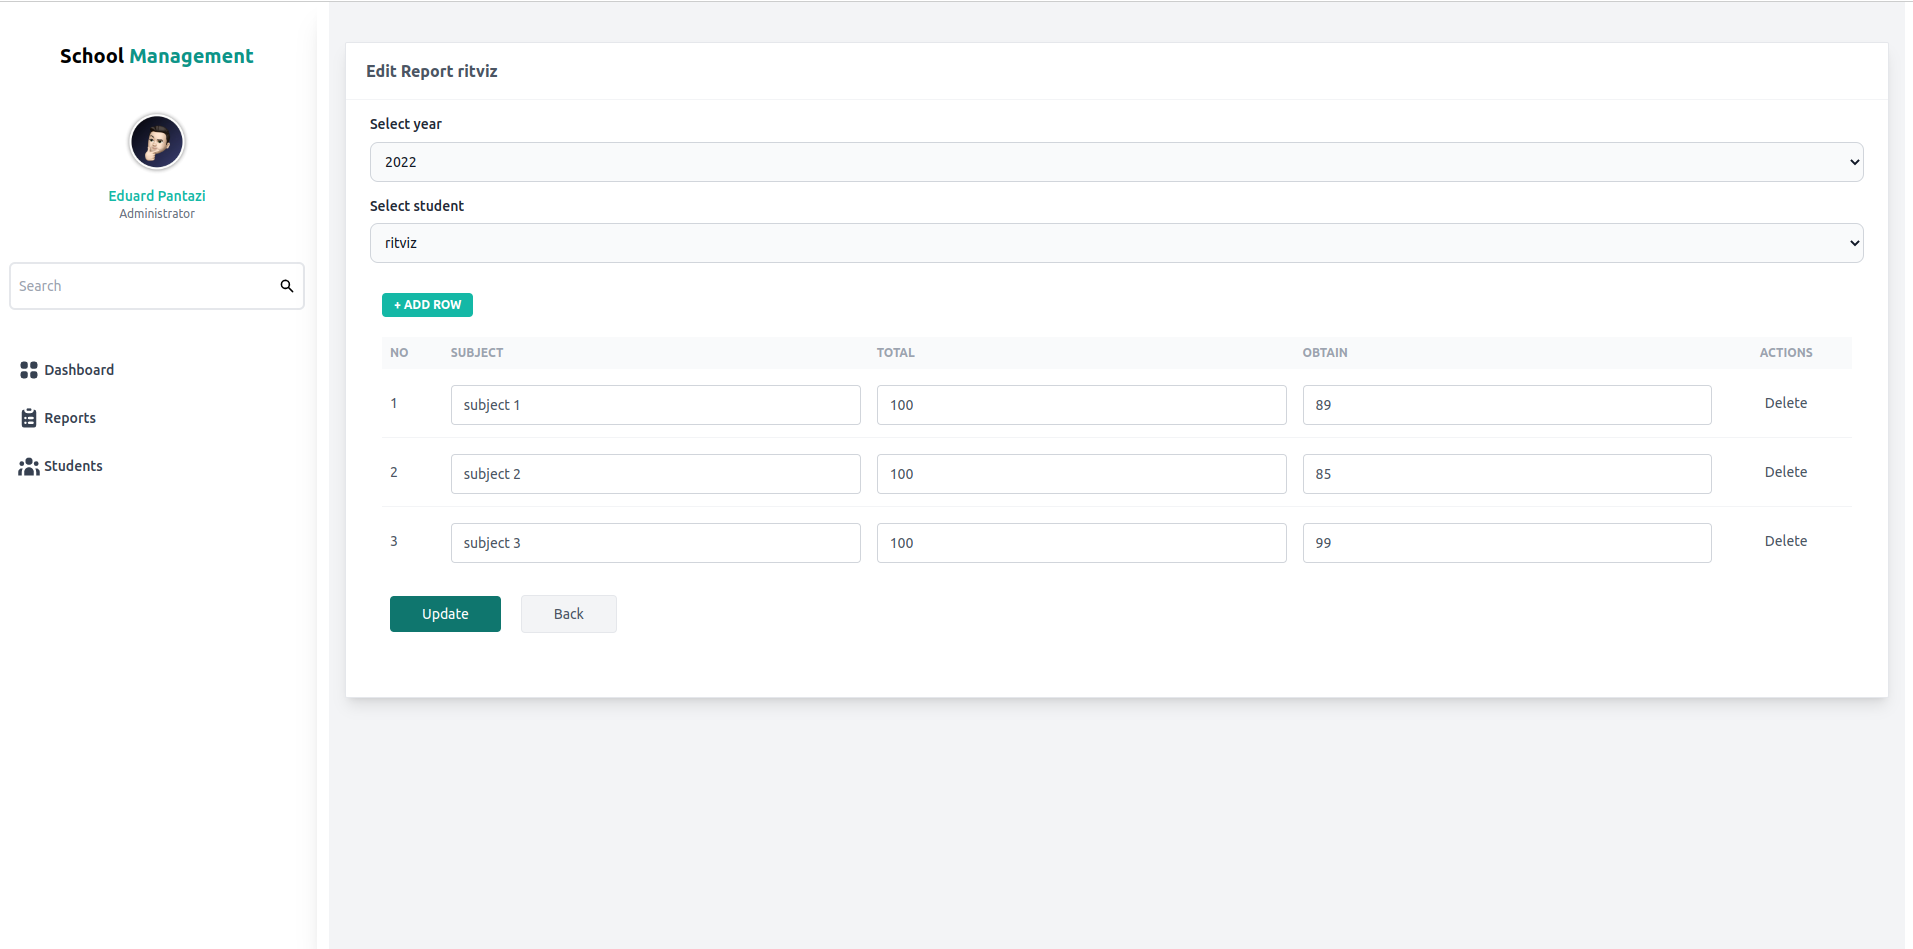 School Management
Eduard Pantazi
Administrator
Search
Dashboard
Reports
Students
Edit Report ritviz
Select year
2022
Select student
ritviz
+ ADD ROW
NO SUBJECT TOTAL OBTAIN ACTIONS
1 subject 1 100 89 Delete
2 subject 2 100 85 Delete
3 subject 3 100 99 Delete
Update Back